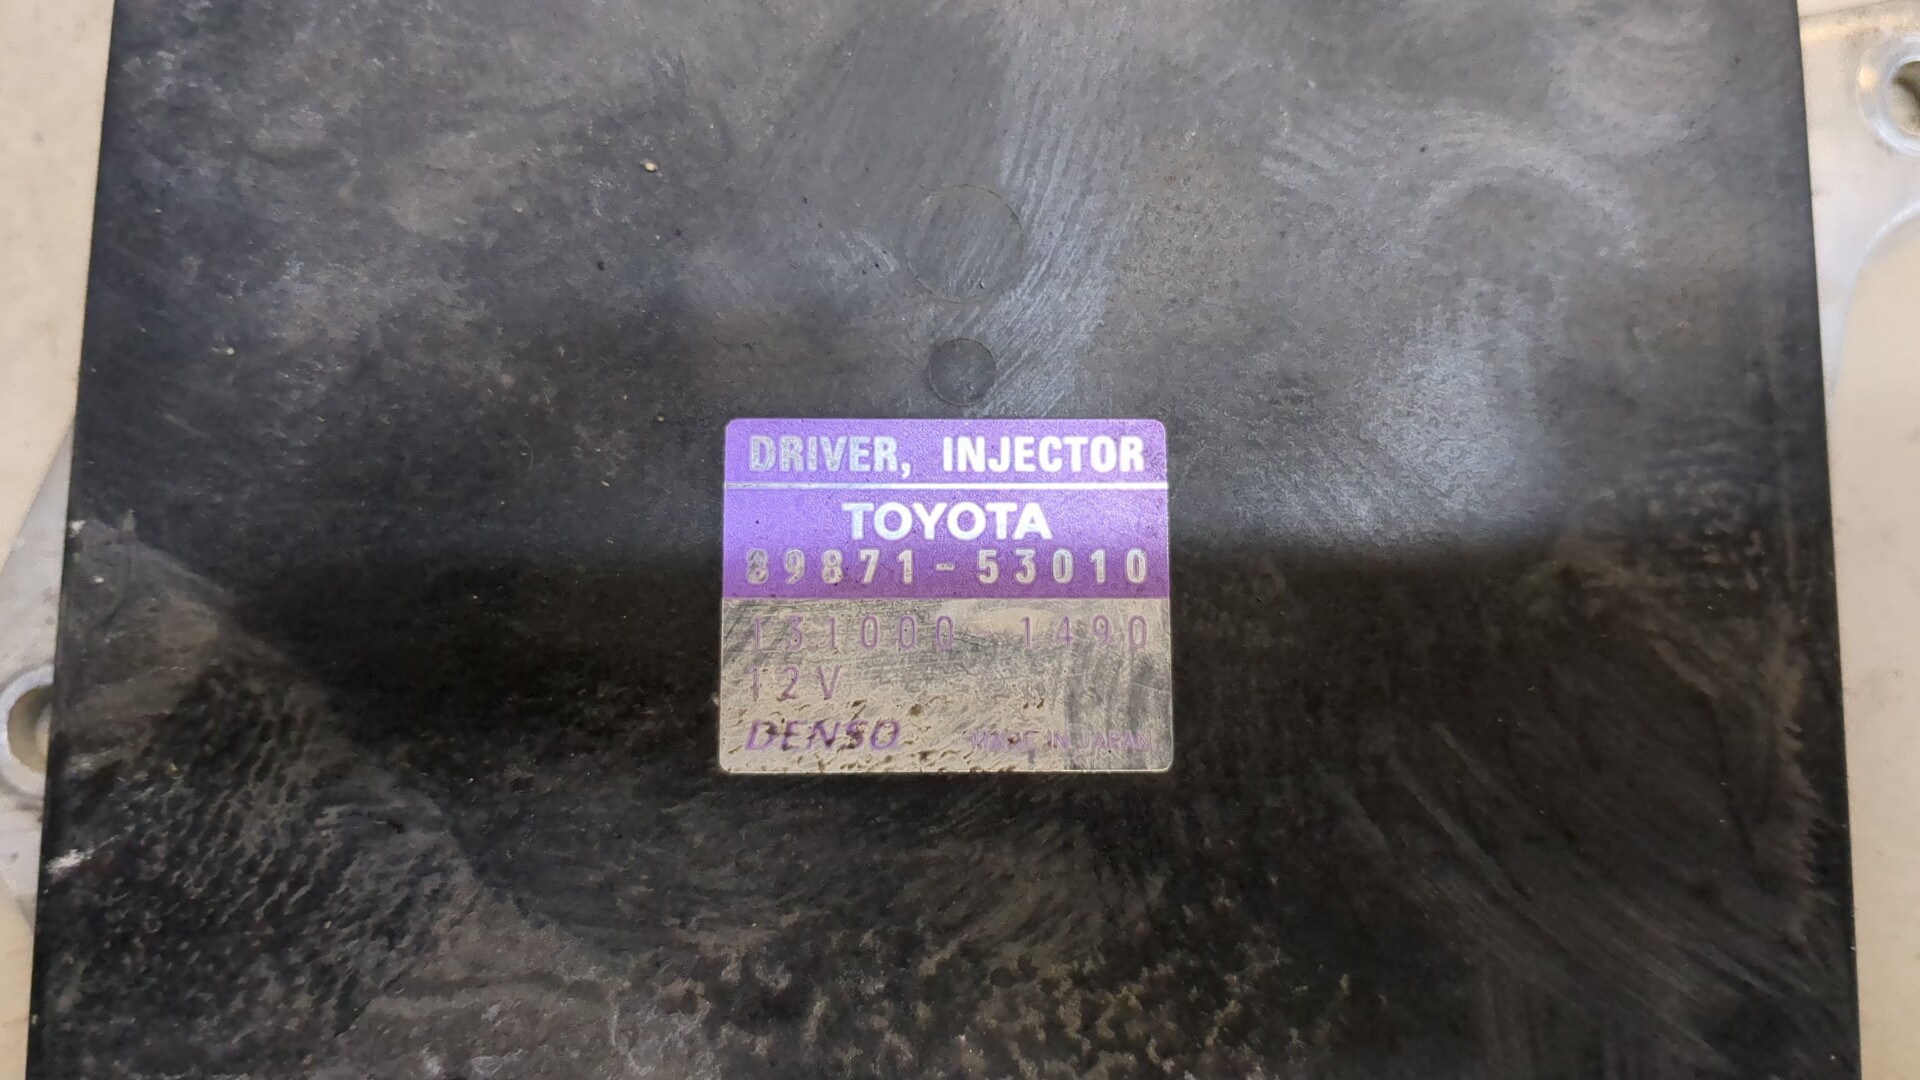 DRIVER, INJECTOR
TOYOTA
89871-53010
131000-1490
12V
DENSO MADE IN JAPAN